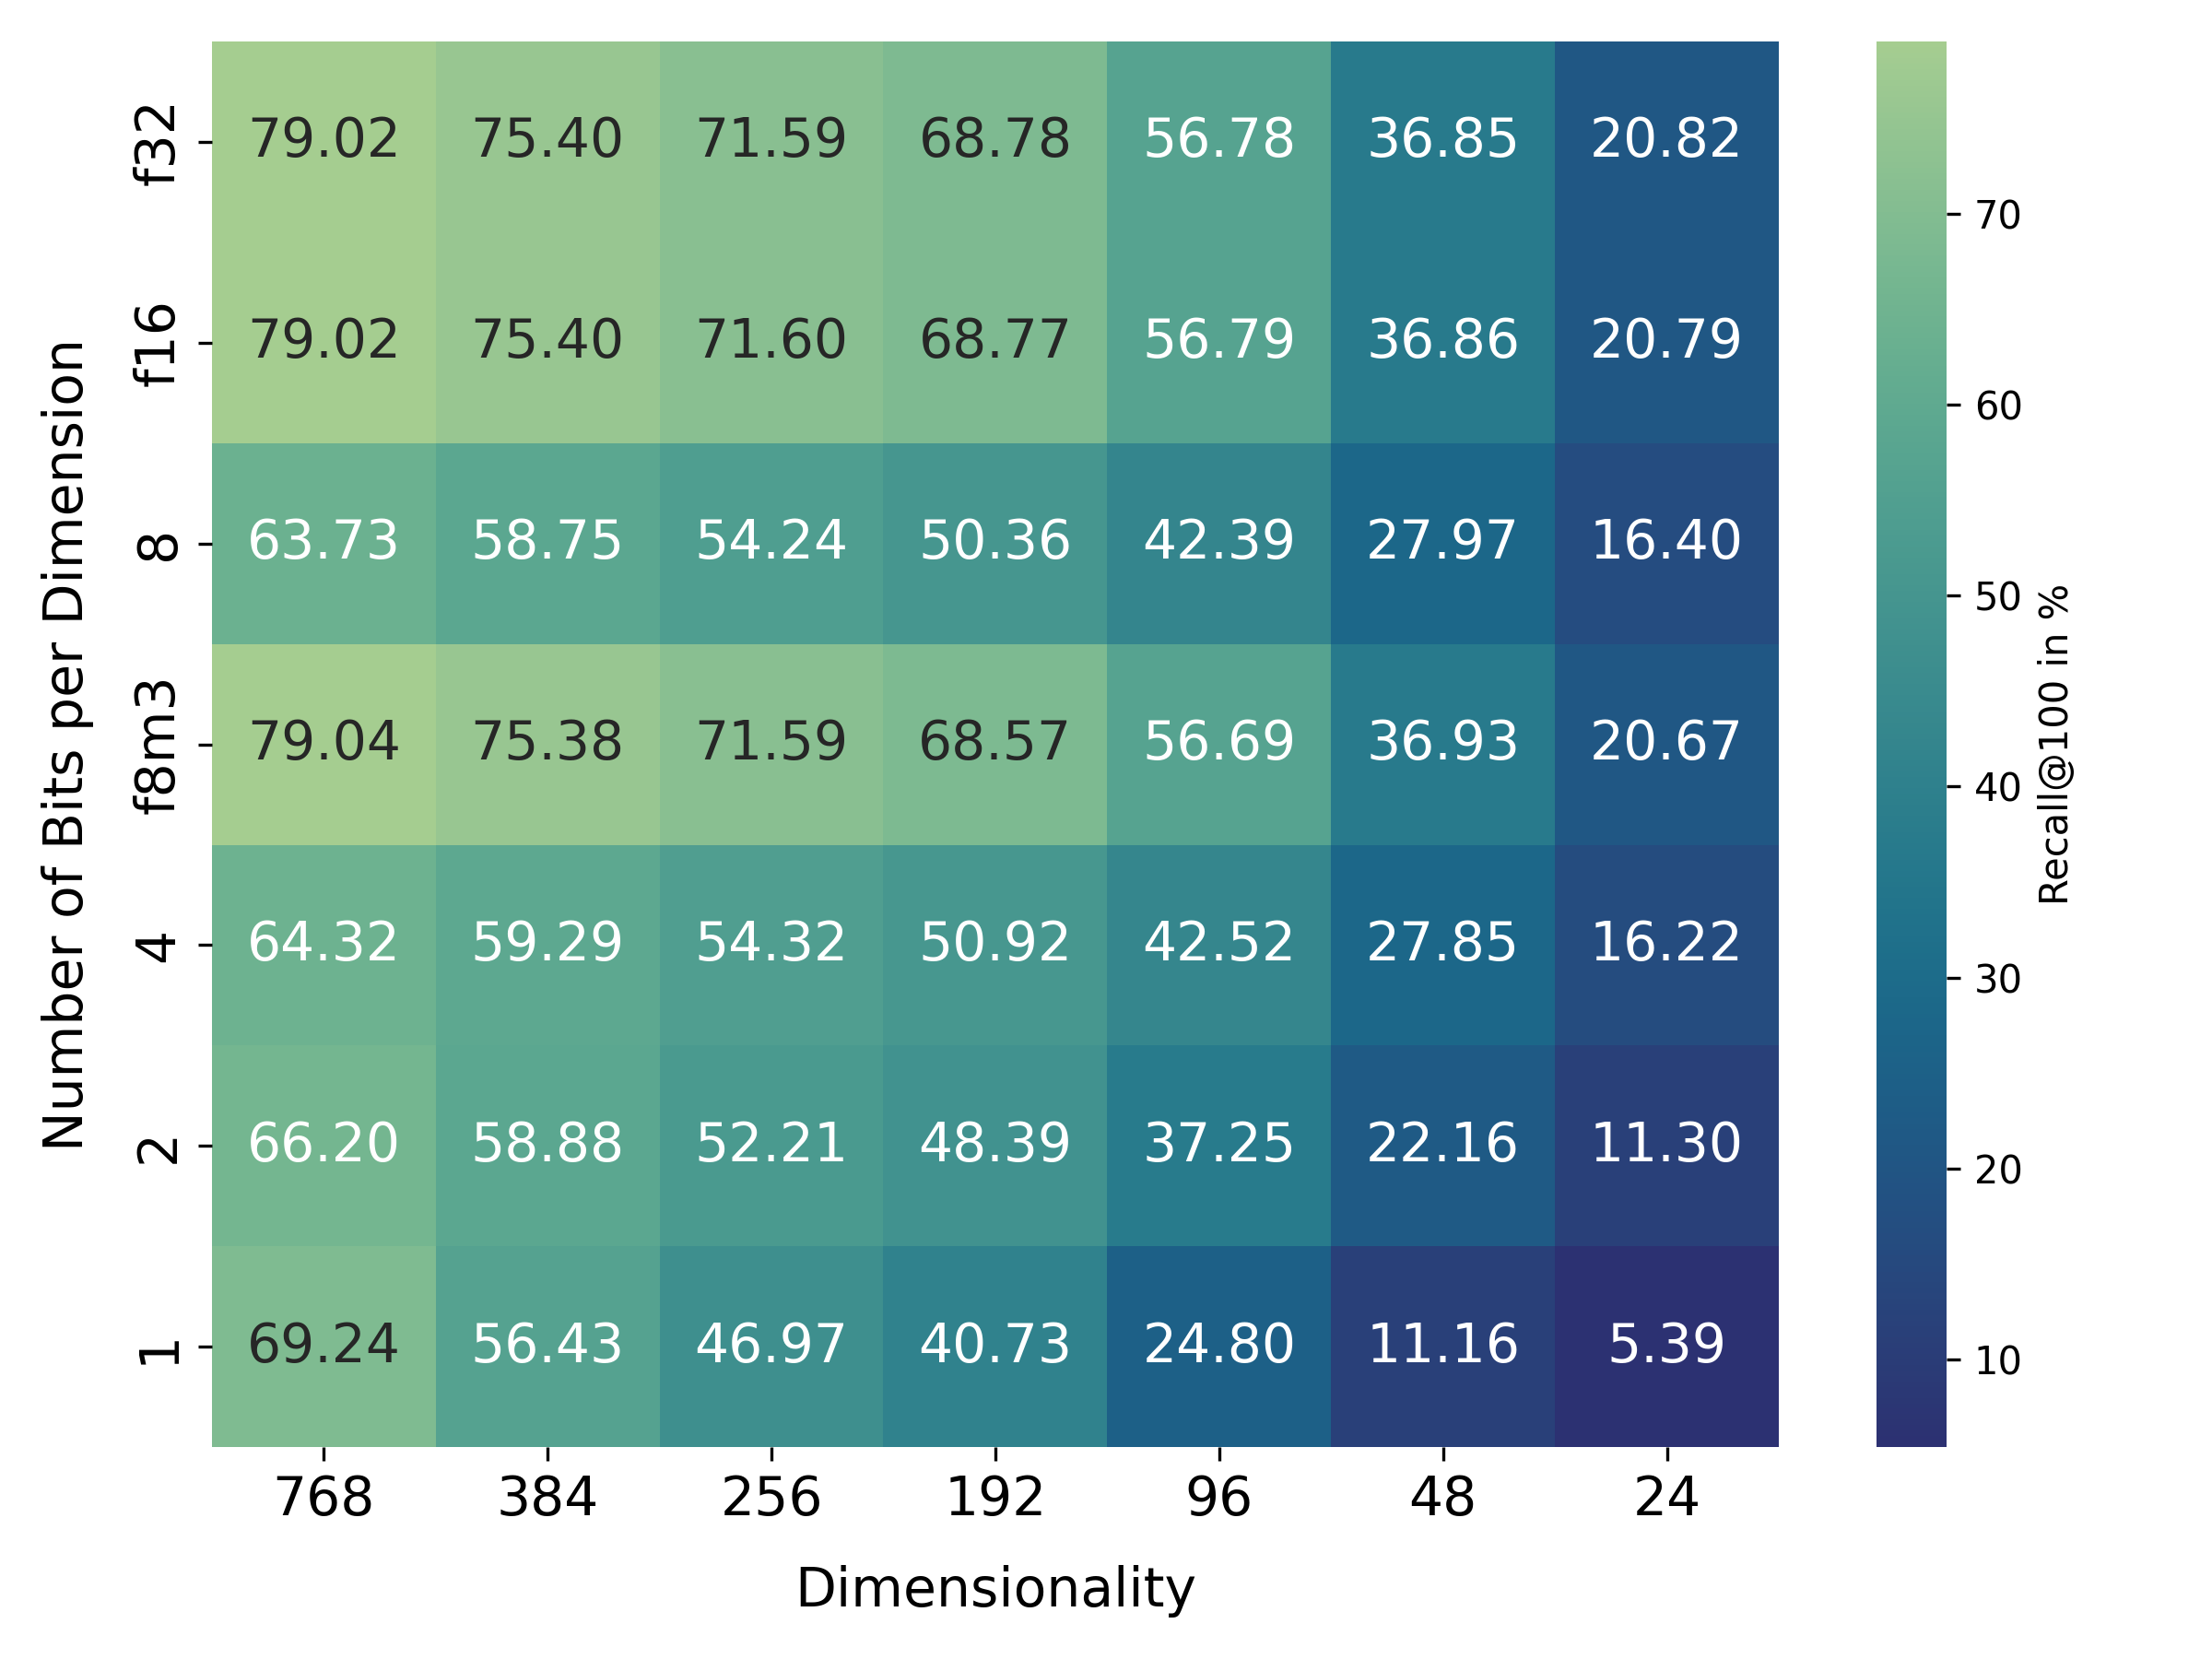 Number of Bits per Dimension
f32 79.02 75.40 71.59 68.78 56.78 36.85 20.82
f16 79.02 75.40 71.60 68.77 56.79 36.86 20.79
8 63.73 58.75 54.24 50.36 42.39 27.97 16.40
f8m3 79.04 75.38 71.59 68.57 56.69 36.93 20.67
4 64.32 59.29 54.32 50.92 42.52 27.85 16.22
2 66.20 58.88 52.21 48.39 37.25 22.16 11.30
1 69.24 56.43 46.97 40.73 24.80 11.16 5.39
768 384 256 192 96 48 24
Dimensionality
70
60
50
40
30
20
10
Recall@100 in %